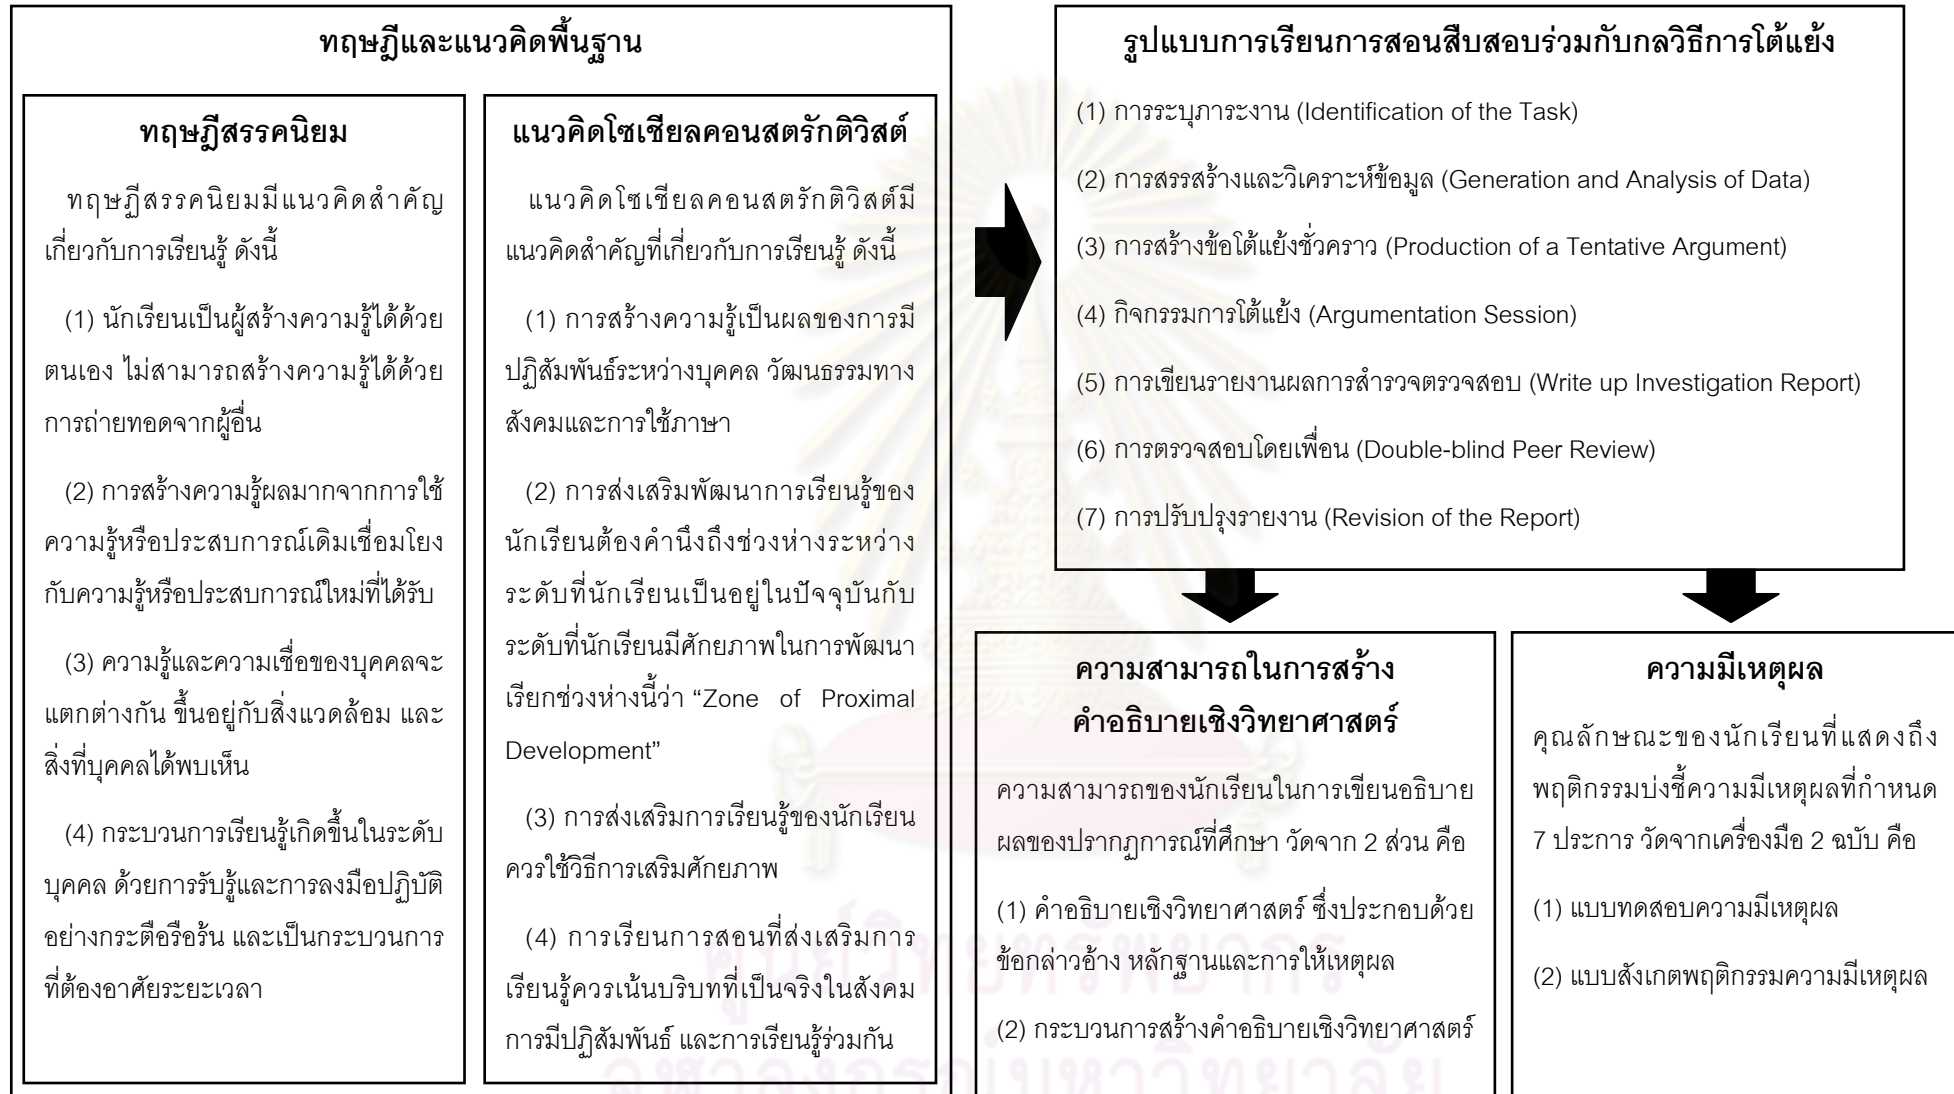 ทฤษฎีและแนวคิดพื้นฐาน
ทฤษฎีสรรคนิยม
ทฤษฎีสรรคนิยมมีแนวคิดสำคัญ
เกี่ยวกับการเรียนรู้ ดังนี้
(1) นักเรียนเป็นผู้สร้างความรู้ได้ด้วย
ตนเอง ไม่สามารถสร้างความรู้ได้ด้วย
การถ่ายทอดจากผู้อื่น
(2) การสร้างความรู้ผลมากจากการใช้
ความรู้หรือประสบการณ์เดิมเชื่อมโยง
กับความรู้หรือประสบการณ์ใหม่ที่ได้รับ
(3) ความรู้และความเชื่อของบุคคลจะ
แตกต่างกัน ขึ้นอยู่กับสิ่งแวดล้อม และ
สิ่งที่บุคคลได้พบเห็น
(4) กระบวนการเรียนรู้เกิดขึ้นในระดับ
บุคคล ด้วยการรับรู้และการลงมือปฏิบัติ
อย่างกระตือรือร้น และเป็นกระบวนการ
ที่ต้องอาศัยระยะเวลา
แนวคิดโซเชียลคอนสตรักติวิสต์
แนวคิดโซเชียลคอนสตรักติวิสต์มี
แนวคิดสำคัญที่เกี่ยวกับการเรียนรู้ ดังนี้
(1) การสร้างความรู้เป็นผลของการมี
ปฏิสัมพันธ์ระหว่างบุคคล วัฒนธรรมทาง
สังคมและการใช้ภาษา
(2) การส่งเสริมพัฒนาการเรียนรู้ของ
นักเรียนต้องคำนึงถึงช่วงห่างระหว่าง
ระดับที่นักเรียนเป็นอยู่ในปัจจุบันกับ
ระดับที่นักเรียนมีศักยภาพในการพัฒนา
เรียกช่วงห่างนี้ว่า “Zone of Proximal
Development”
(3) การส่งเสริมการเรียนรู้ของนักเรียน
ควรใช้วิธีการเสริมศักยภาพ
(4) การเรียนการสอนที่ส่งเสริมการ
เรียนรู้ควรเน้นบริบทที่เป็นจริงในสังคม
การมีปฏิสัมพันธ์ และการเรียนรู้ร่วมกัน
รูปแบบการเรียนการสอนสืบสอบร่วมกับกลวิธีการโต้แย้ง
(1) การระบุภาระงาน (Identification of the Task)
(2) การสรรสร้างและวิเคราะห์ข้อมูล (Generation and Analysis of Data)
(3) การสร้างข้อโต้แย้งชั่วคราว (Production of a Tentative Argument)
(4) กิจกรรมการโต้แย้ง (Argumentation Session)
(5) การเขียนรายงานผลการสำรวจตรวจสอบ (Write up Investigation Report)
(6) การตรวจสอบโดยเพื่อน (Double-blind Peer Review)
(7) การปรับปรุงรายงาน (Revision of the Report)
ความสามารถในการสร้าง
คำอธิบายเชิงวิทยาศาสตร์
ความสามารถของนักเรียนในการเขียนอธิบาย
ผลของปรากฏการณ์ที่ศึกษา วัดจาก 2 ส่วน คือ
(1) คำอธิบายเชิงวิทยาศาสตร์ ซึ่งประกอบด้วย
ข้อกล่าวอ้าง หลักฐานและการให้เหตุผล
(2) กระบวนการสร้างคำอธิบายเชิงวิทยาศาสตร์
ความมีเหตุผล
คุณลักษณะของนักเรียนที่แสดงถึง
พฤติกรรมบ่งชี้ความมีเหตุผลที่กำหนด
7 ประการ วัดจากเครื่องมือ 2 ฉบับ คือ
(1) แบบทดสอบความมีเหตุผล
(2) แบบสังเกตพฤติกรรมความมีเหตุผล
ศูนย์วิทยทรัพยากร
จุฬาลงกรณ์มหาวิทยาลัย